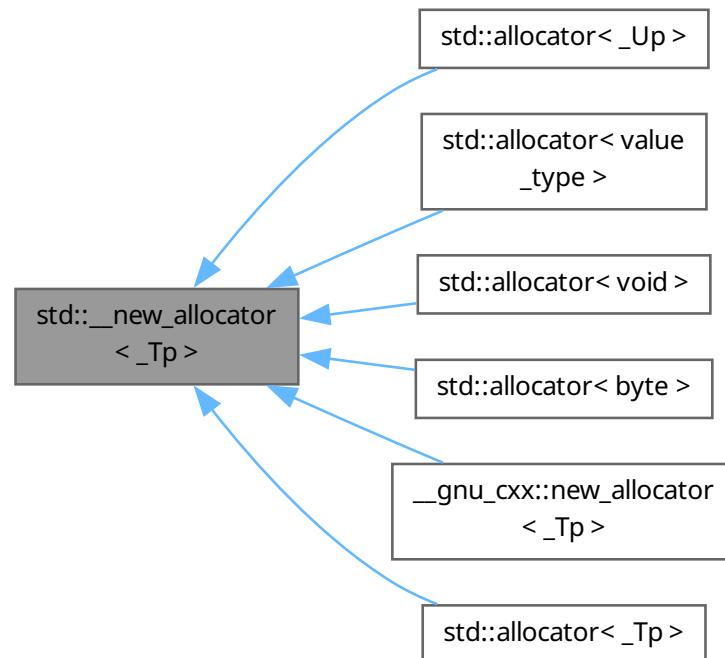 std::allocator< _Up >
std::allocator< value
_type >
std::__new_allocator
< _Tp >
std::allocator< void >
std::allocator< byte >
__gnu_cxx::new_allocator
< _Tp >
std::allocator< _Tp >